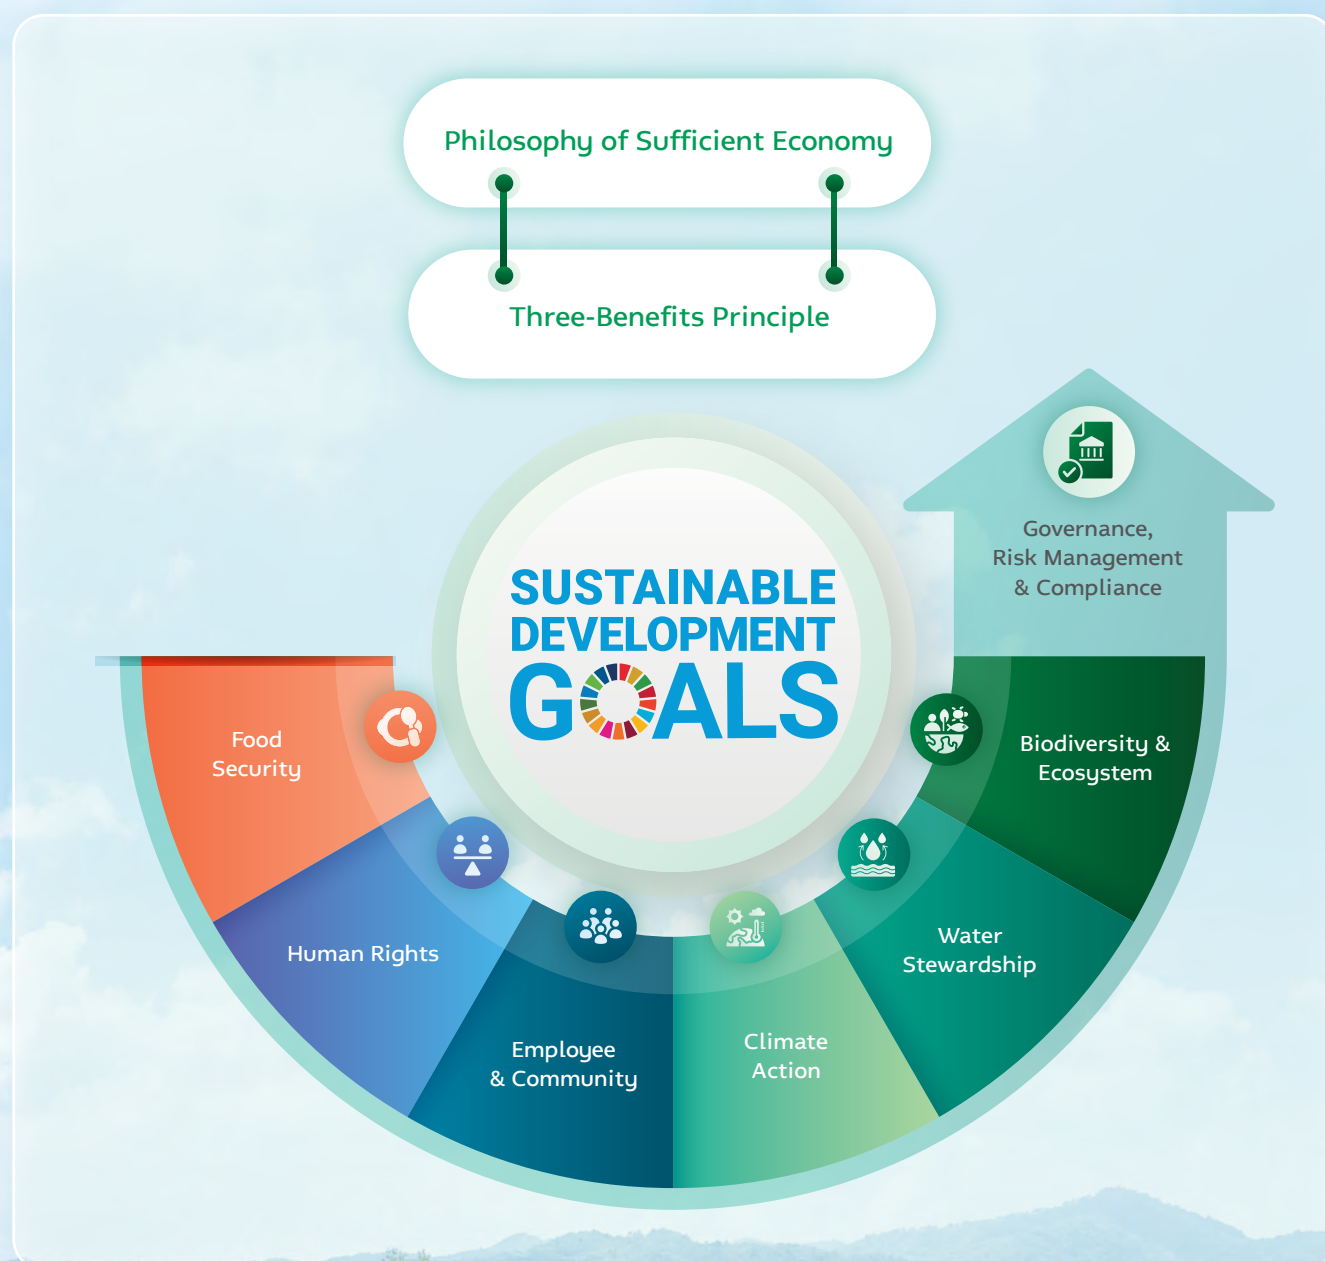 Philosophy of Sufficient Economy
Three-Benefits Principle
Governance,
Risk Management
& Compliance
SUSTAINABLE
DEVELOPMENT
GOALS
Food
Security
Human Rights
Employee
& Community
Climate
Action
Water
Stewardship
Biodiversity &
Ecosystem